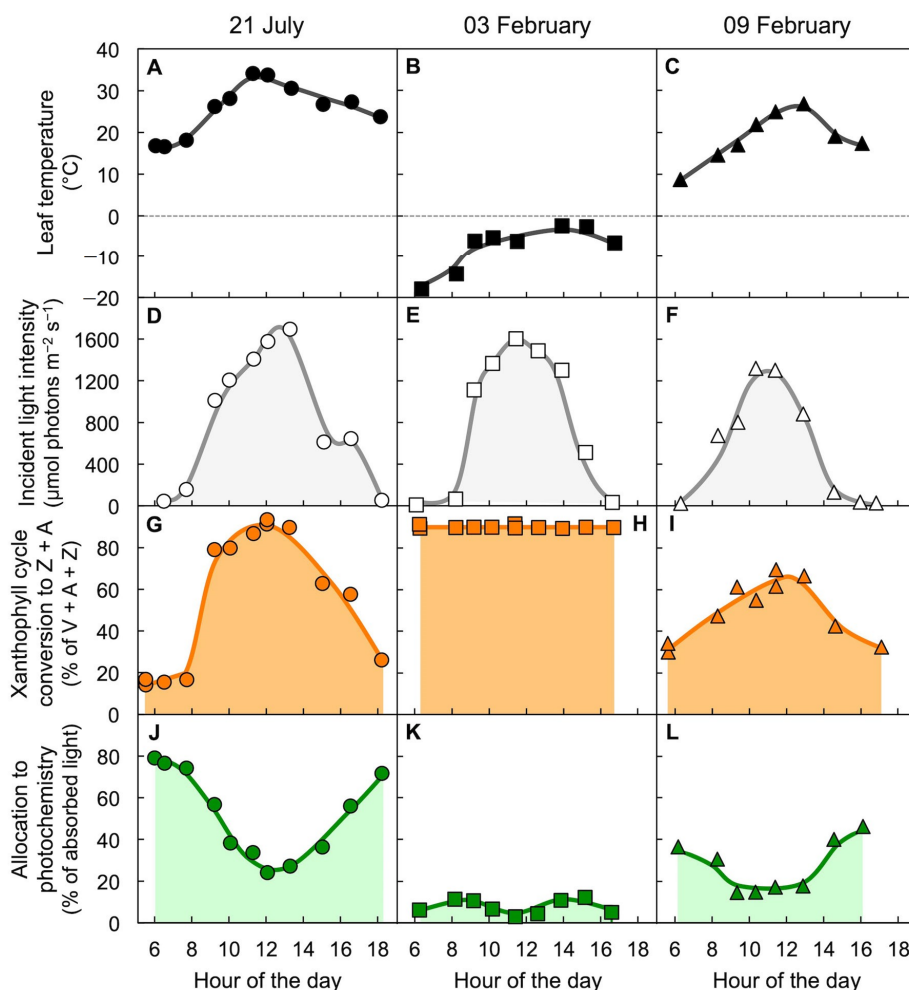 21 July
03 February
09 February
Leaf temperature
(°C)
40
30
20
10
0
−10
−20
A
B
C
Incident light intensity
(µmol photons m⁻² s⁻¹)
1600
1200
800
400
0
D
E
F
Xanthophyll cycle
conversion to Z + A
(% of V + A + Z)
80
60
40
20
0
G
H
I
Allocation to
photochemistry
(% of absorbed light)
80
60
40
20
0
J
K
L
6 8 10 12 14 16 18
6 8 10 12 14 16 18
6 8 10 12 14 16 18
Hour of the day
Hour of the day
Hour of the day